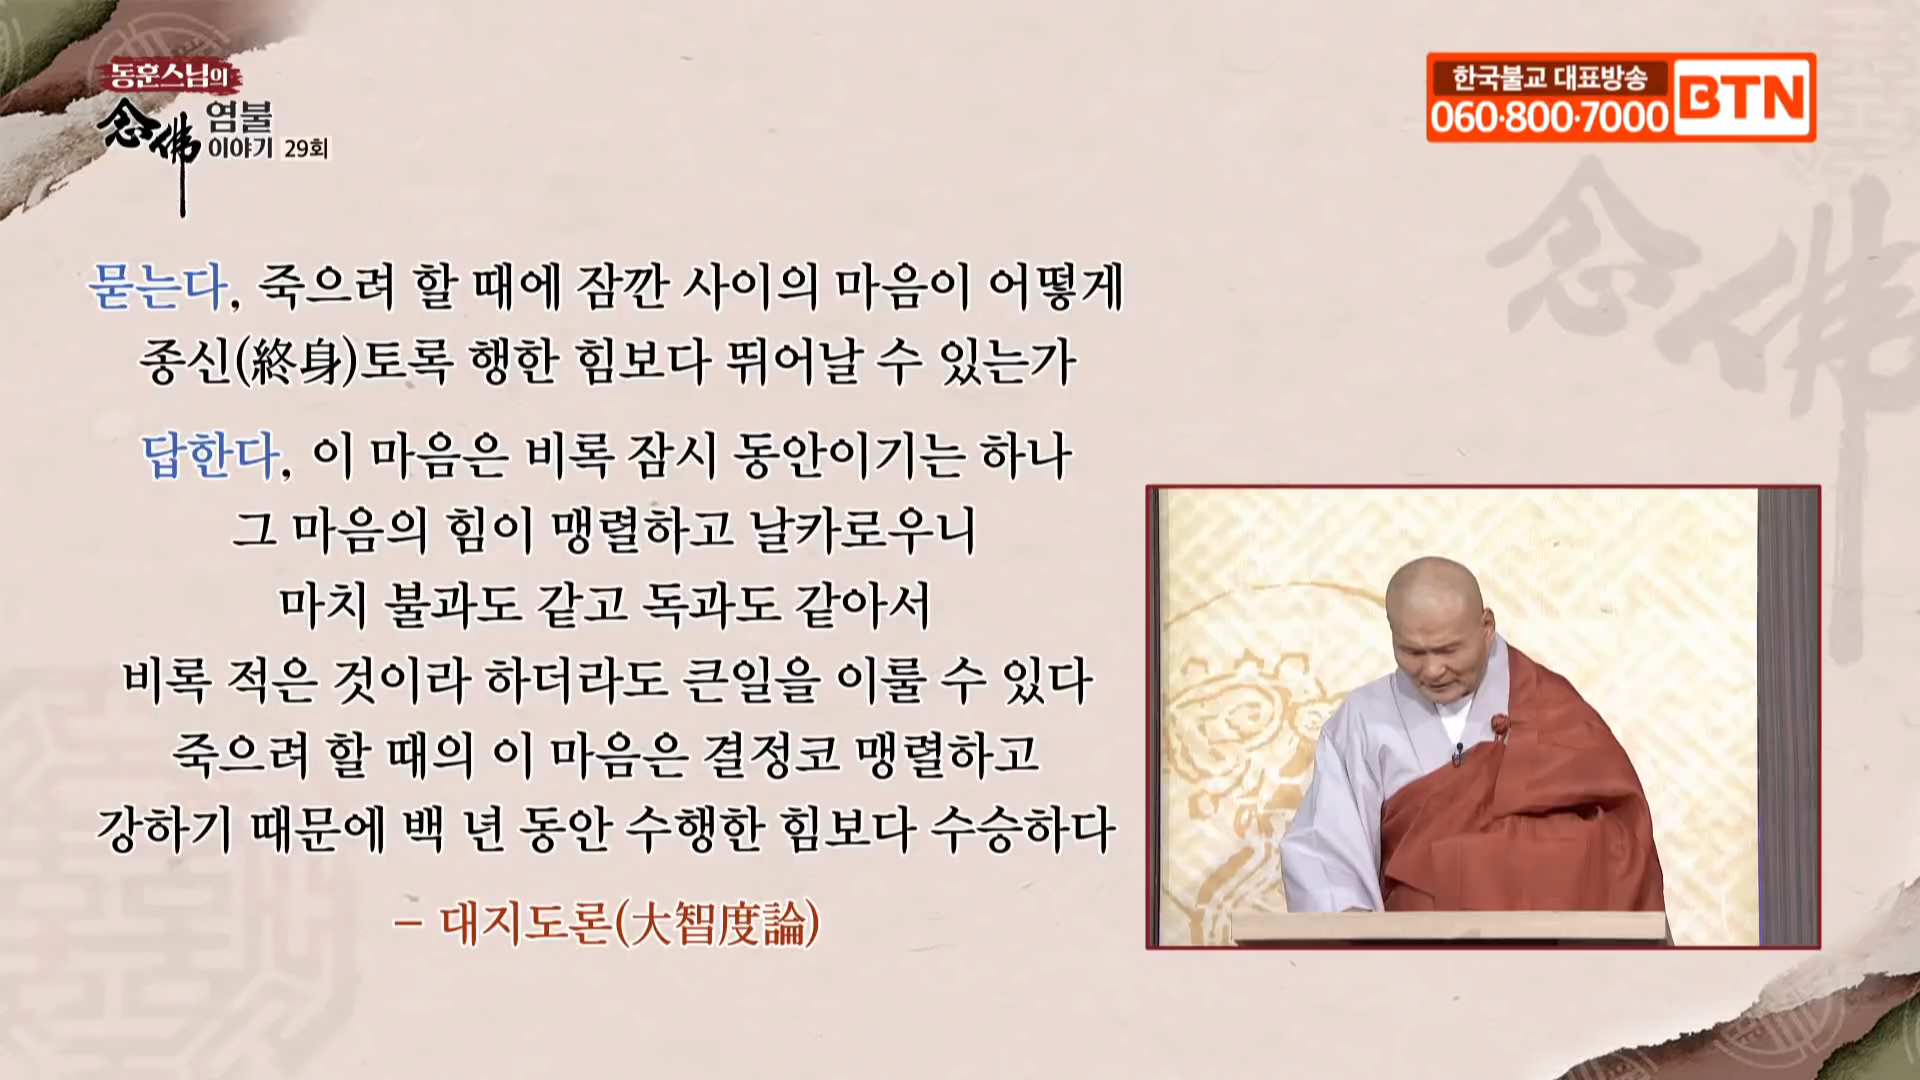 동훈스님의
念佛
염불
이야기 29회
한국불교 대표방송
060·800·7000
BTN
念佛
묻는다, 죽으려 할 때에 잠깐 사이의 마음이 어떻게
종신(終身)토록 행한 힘보다 뛰어날 수 있는가
답한다, 이 마음은 비록 잠시 동안이기는 하나
그 마음의 힘이 맹렬하고 날카로우니
마치 불과도 같고 독과도 같아서
비록 적은 것이라 하더라도 큰일을 이룰 수 있다
죽으려 할 때의 이 마음은 결정코 맹렬하고
강하기 때문에 백 년 동안 수행한 힘보다 수승하다
- 대지도론(大智度論)